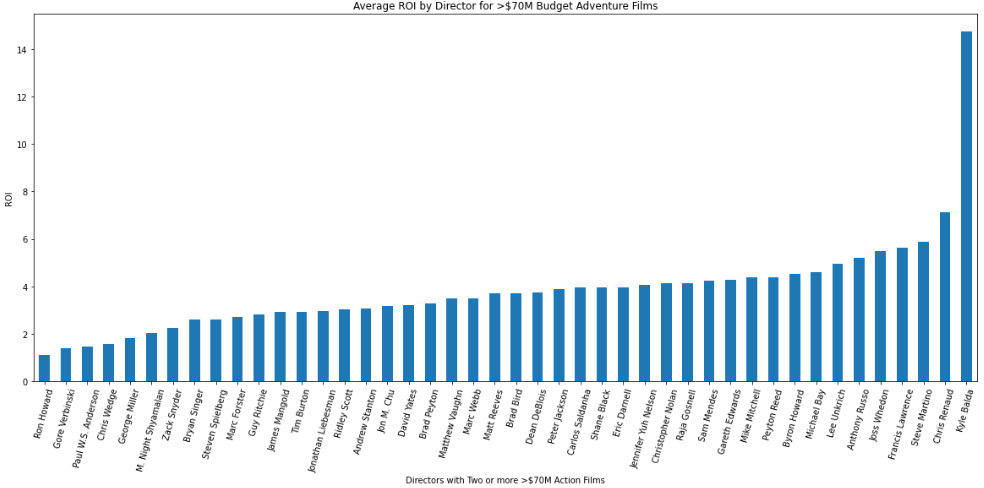 Average ROI by Director for >$70M Budget Adventure Films
ROI
14
12
10
8
6
4
2
0
Ron Howard
Gore Verbinski
Paul W.S. Anderson
Chris Wedge
George Miller
M. Night Shyamalan
Zack Snyder
Bryan Singer
Steven Spielberg
Marc Forster
Guy Ritchie
James Mangold
Tim Burton
Jonathan Liebesman
Ridley Scott
Andrew Stanton
Jon M. Chu
David Yates
Brad Peyton
Matthew Vaughn
Marc Webb
Matt Reeves
Brad Bird
Dean DeBlois
Peter Jackson
Carlos Saldanha
Shane Black
Eric Darnell
Jennifer Yuh Nelson
Christopher Nolan
Raja Gosnell
Sam Mendes
Gareth Edwards
Mike Mitchell
Peyton Reed
Byron Howard
Michael Bay
Lee Unkrich
Anthony Russo
Joss Whedon
Francis Lawrence
Steve Martino
Chris Renaud
Kyle Balda
Directors with Two or more >$70M Action Films